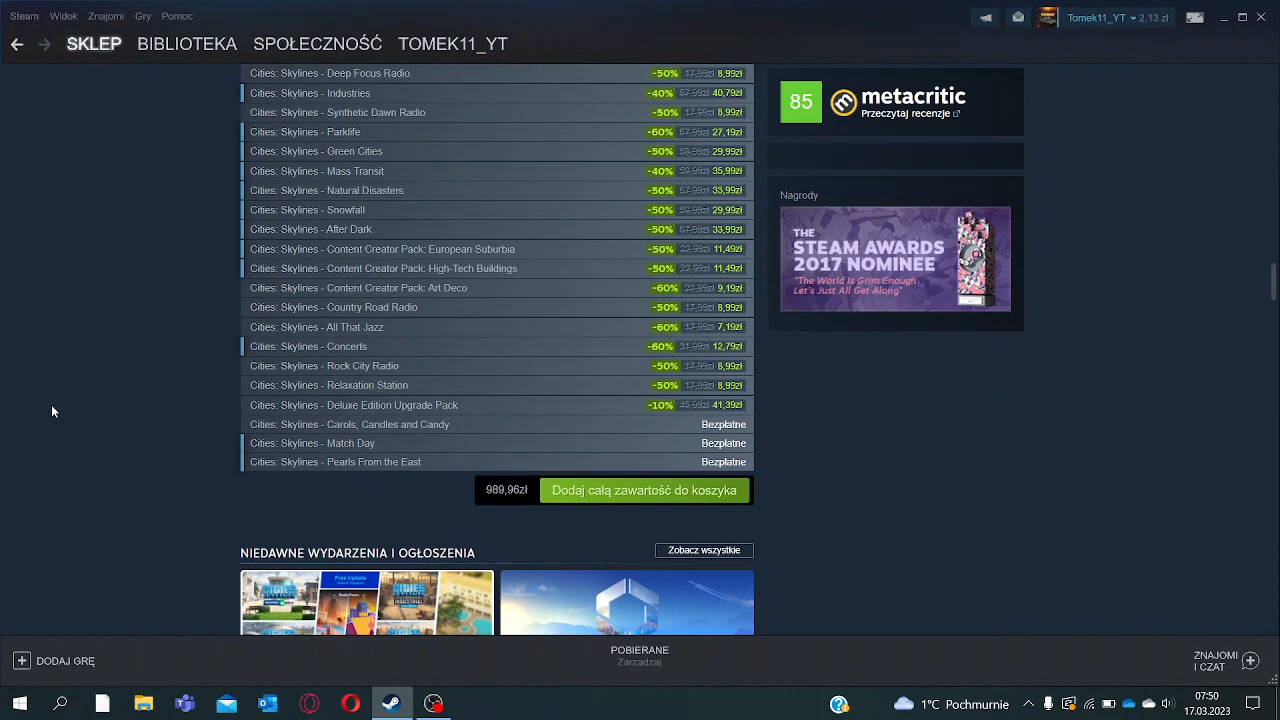 Steam Widok Znajomi Gry Pomoc
Tomek11_YT 2,13 zł
SKLEP BIBLIOTEKA SPOŁECZNOŚĆ TOMEK11_YT
Cities: Skylines - Deep Focus Radio -50% 17,99zł 8,99zł
Cities: Skylines - Industries -40% 67,99zł 40,79zł
Cities: Skylines - Synthetic Dawn Radio -50% 17,99zł 8,99zł
Cities: Skylines - Parklife -60% 67,99zł 27,19zł
Cities: Skylines - Green Cities -50% 59,99zł 29,99zł
Cities: Skylines - Mass Transit -40% 59,99zł 35,99zł
Cities: Skylines - Natural Disasters -50% 67,99zł 33,99zł
Cities: Skylines - Snowfall -50% 59,99zł 29,99zł
Cities: Skylines - After Dark -50% 67,99zł 33,99zł
Cities: Skylines - Content Creator Pack: European Suburbia -50% 22,99zł 11,49zł
Cities: Skylines - Content Creator Pack: High-Tech Buildings -50% 22,99zł 11,49zł
Cities: Skylines - Content Creator Pack: Art Deco -60% 22,99zł 9,19zł
Cities: Skylines - Country Road Radio -50% 17,99zł 8,99zł
Cities: Skylines - All That Jazz -60% 17,99zł 7,19zł
Cities: Skylines - Concerts -60% 31,99zł 12,79zł
Cities: Skylines - Rock City Radio -50% 17,99zł 8,99zł
Cities: Skylines - Relaxation Station -50% 17,99zł 8,99zł
Cities: Skylines - Deluxe Edition Upgrade Pack -10% 45,99zł 41,39zł
Cities: Skylines - Carols, Candles and Candy Bezpłatne
Cities: Skylines - Match Day Bezpłatne
Cities: Skylines - Pearls From the East Bezpłatne
989,96zł Dodaj całą zawartość do koszyka
85 metacritic
Przeczytaj recenzje
Nagrody
THE
STEAM AWARDS
2017 NOMINEE
"The World Is Grim Enough
Let's Just All Get Along"
NIEDAWNE WYDARZENIA I OGŁOSZENIA Zobacz wszystkie
Free Update
CITIES
CITIES
DODAJ GRĘ
POBIERANE
Zarządzaj
ZNAJOMI
I CZAT
1°C Pochmurnie
07:50
17.03.2023